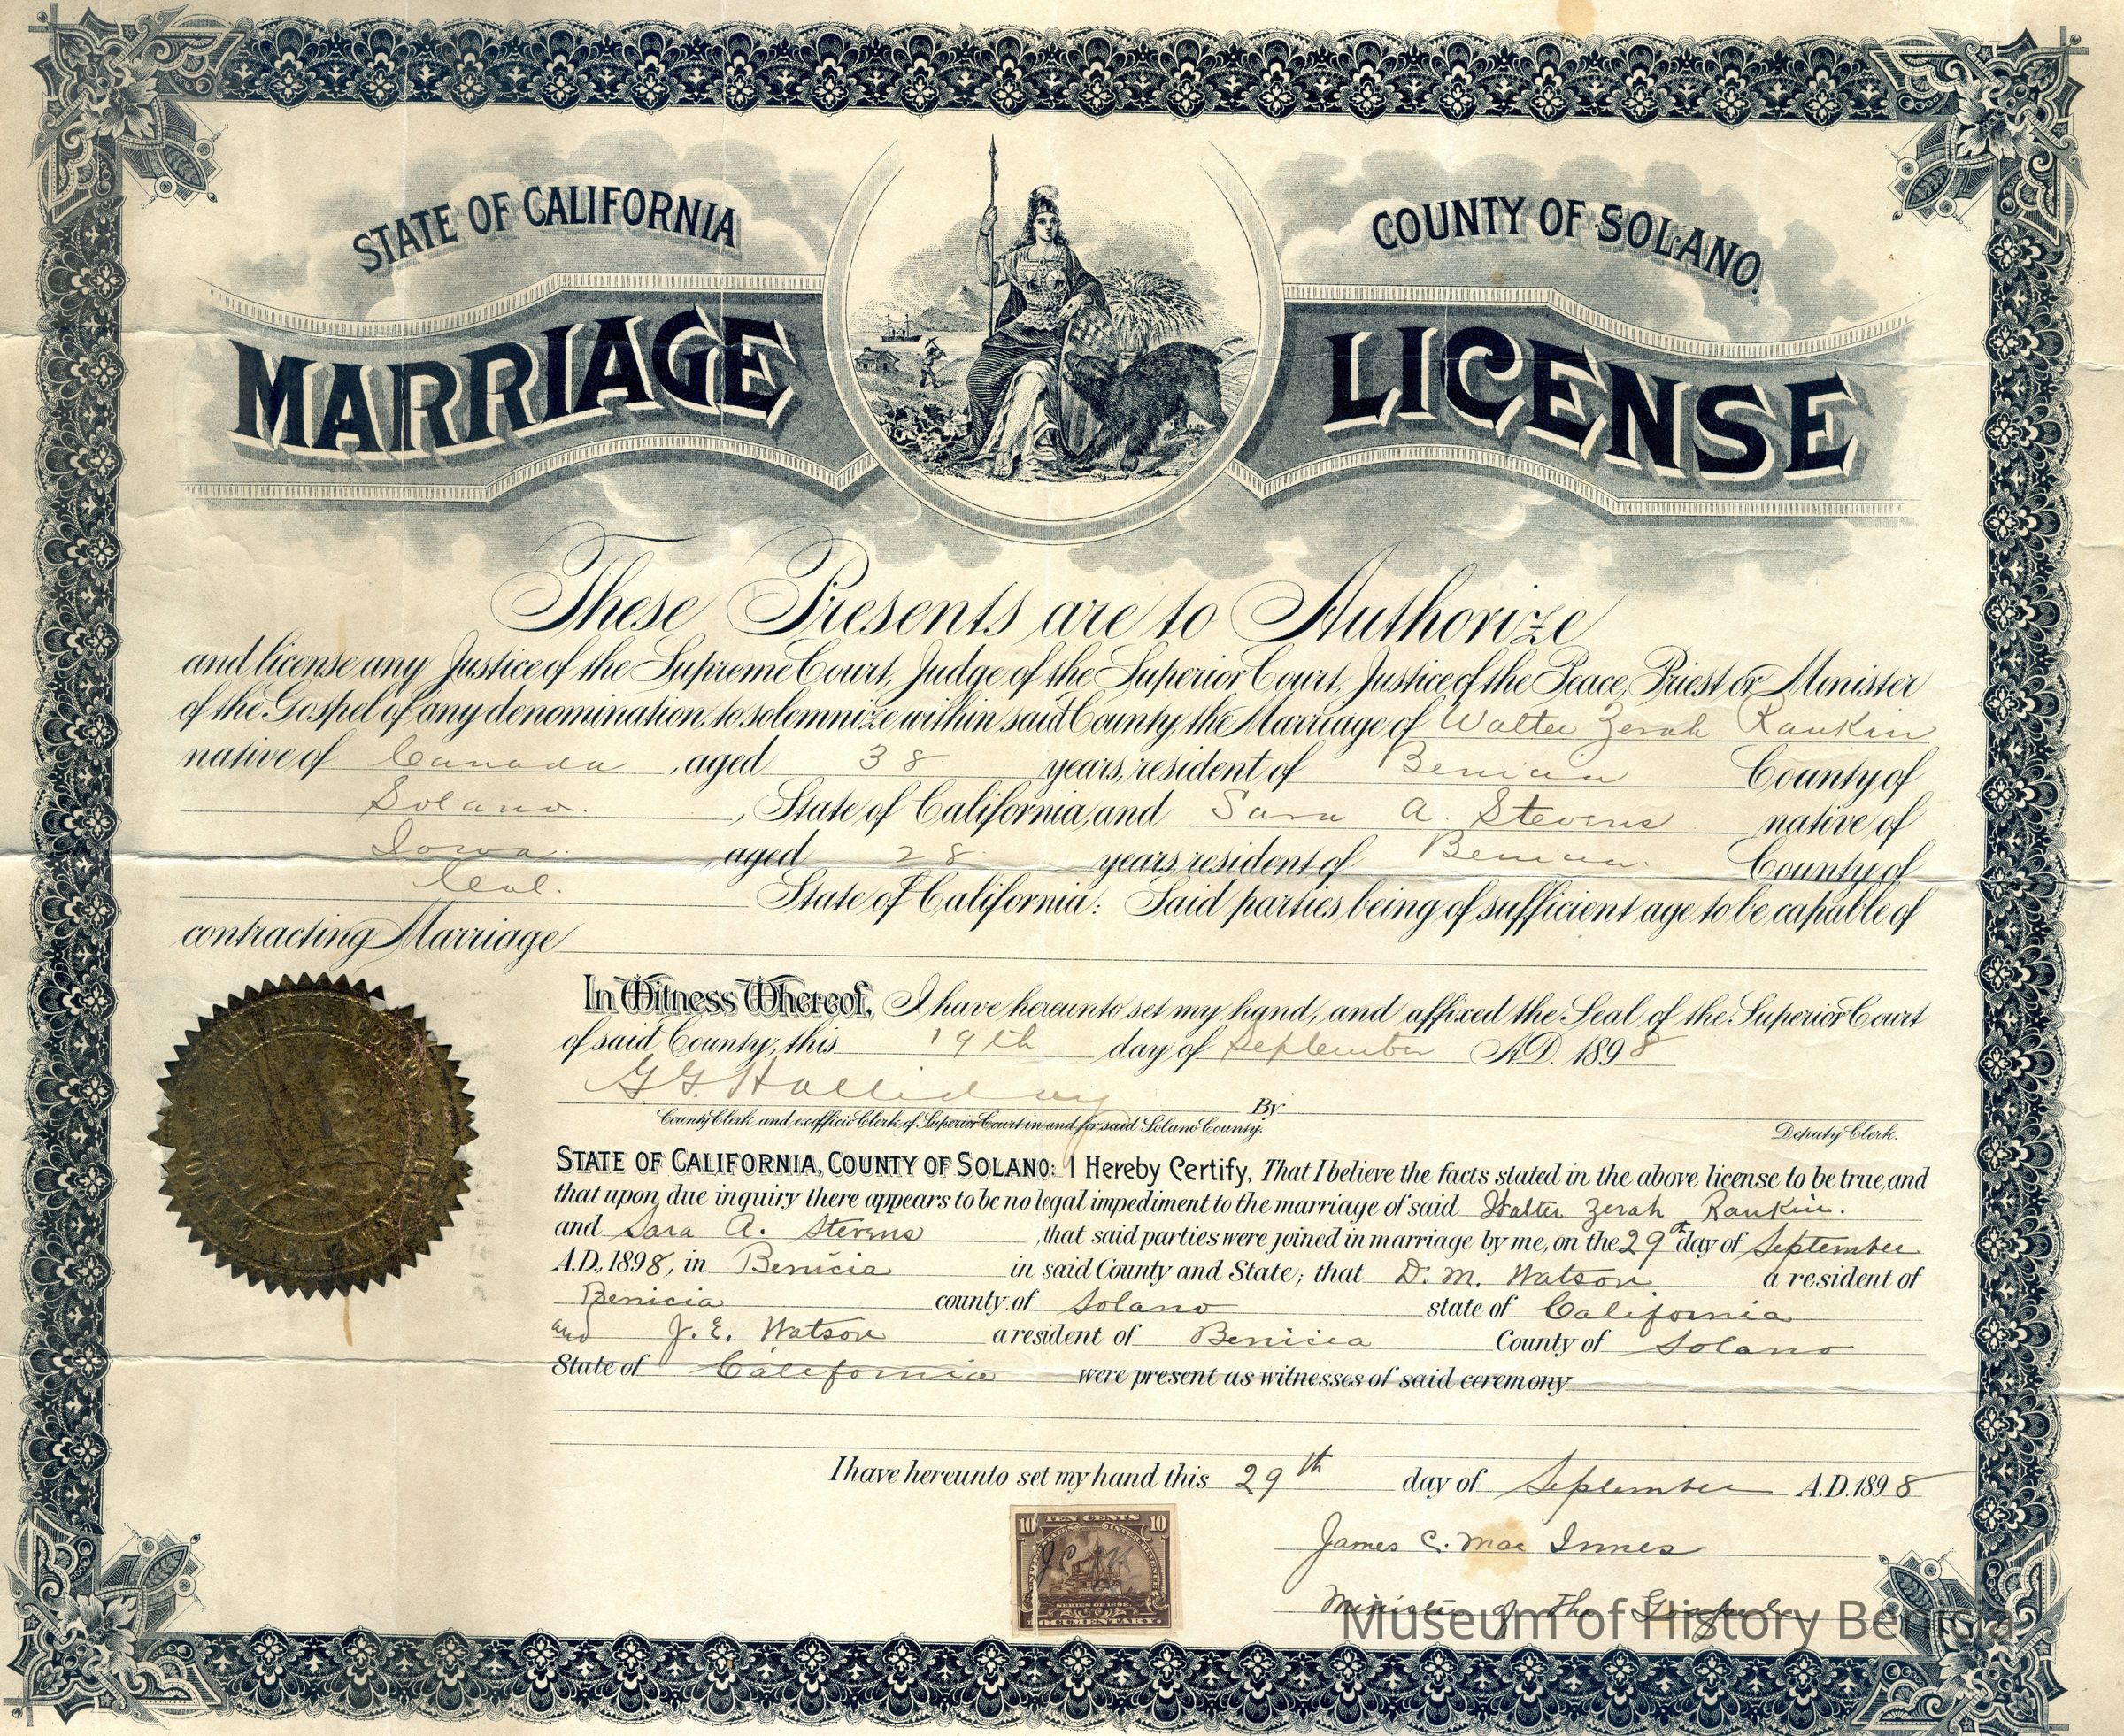 STATE OF CALIFORNIA
COUNTY OF SOLANO.
MARRIAGE LICENSE
These Presents are to Authorize
and license any Justice of the Supreme Court, Judge of the Superior Court, Justice of the Peace, Priest or Minister
of the Gospel of any denomination, to solemnize within said County, the Marriage of Walter Zerah Rankin
native of Canada, aged 38 years, resident of Benicia County of
Solano., State of California, and Sara A. Stevens native of
Iowa., aged 28 years, resident of Benicia. County of
Cal. State of California: Said parties being of sufficient age to be capable of
contracting Marriage
In Witness Whereof, I have hereunto set my hand, and affixed the Seal of the Superior Court
of said County, this 19th day of September A.D. 1898
G. G. Halliday By
County Clerk and exofficio Clerk of Superior Court in and for said Solano County. Deputy Clerk.
STATE OF CALIFORNIA, COUNTY OF SOLANO: I Hereby Certify, That I believe the facts stated in the above license to be true, and
that upon due inquiry there appears to be no legal impediment to the marriage of said Walter Zerah Rankin.
and Sara A. Stevens, that said parties were joined in marriage by me, on the 29th day of September
A.D., 1898, in Benicia in said County and State; that D. M. Watson a resident of
Benicia county of Solano state of California
and J. E. Watson a resident of Benicia County of Solano
State of California were present as witnesses of said ceremony
I have hereunto set my hand this 29th day of September A.D. 1898
10 TEN CENTS 10
SERIES OF 1898.
DOCUMENTARY.
James C. Mac Innes
Minister of the Gospel
Museum of History Benicia